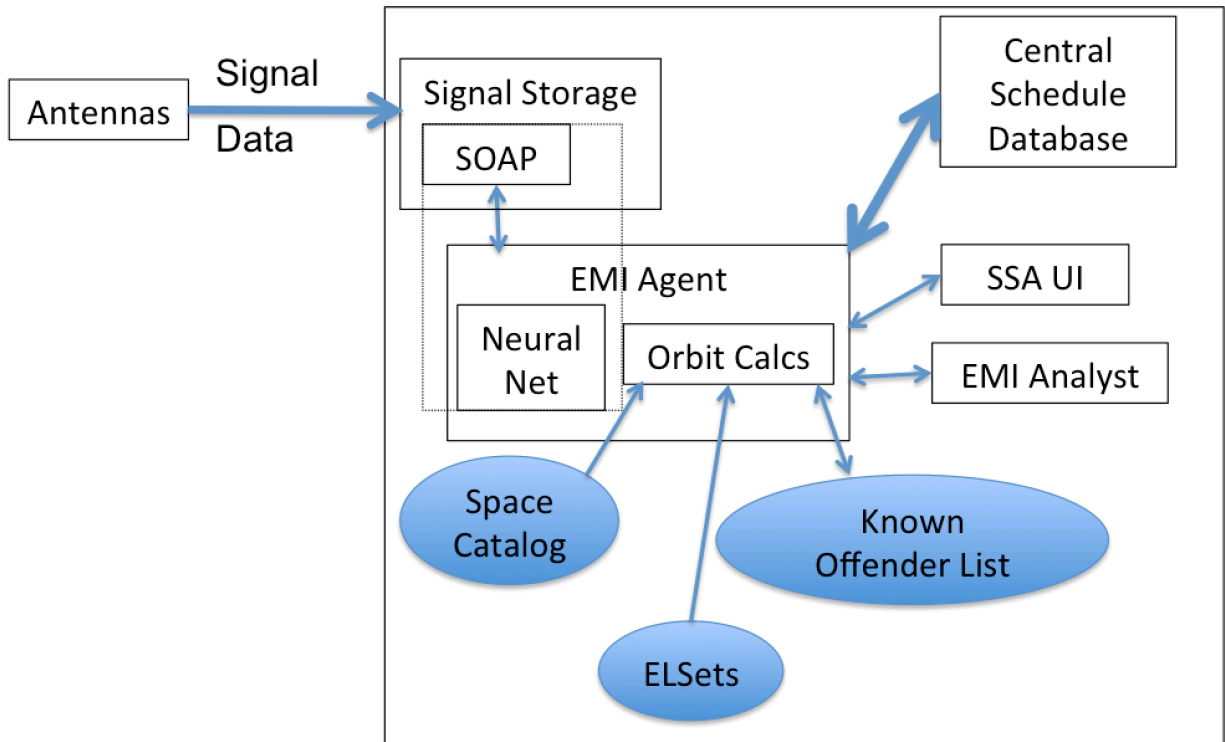 Antennas
Signal
Data
Signal Storage
SOAP
Central
Schedule
Database
EMI Agent
Neural
Net
Orbit Calcs
SSA UI
EMI Analyst
Space
Catalog
Known
Offender List
ELSets